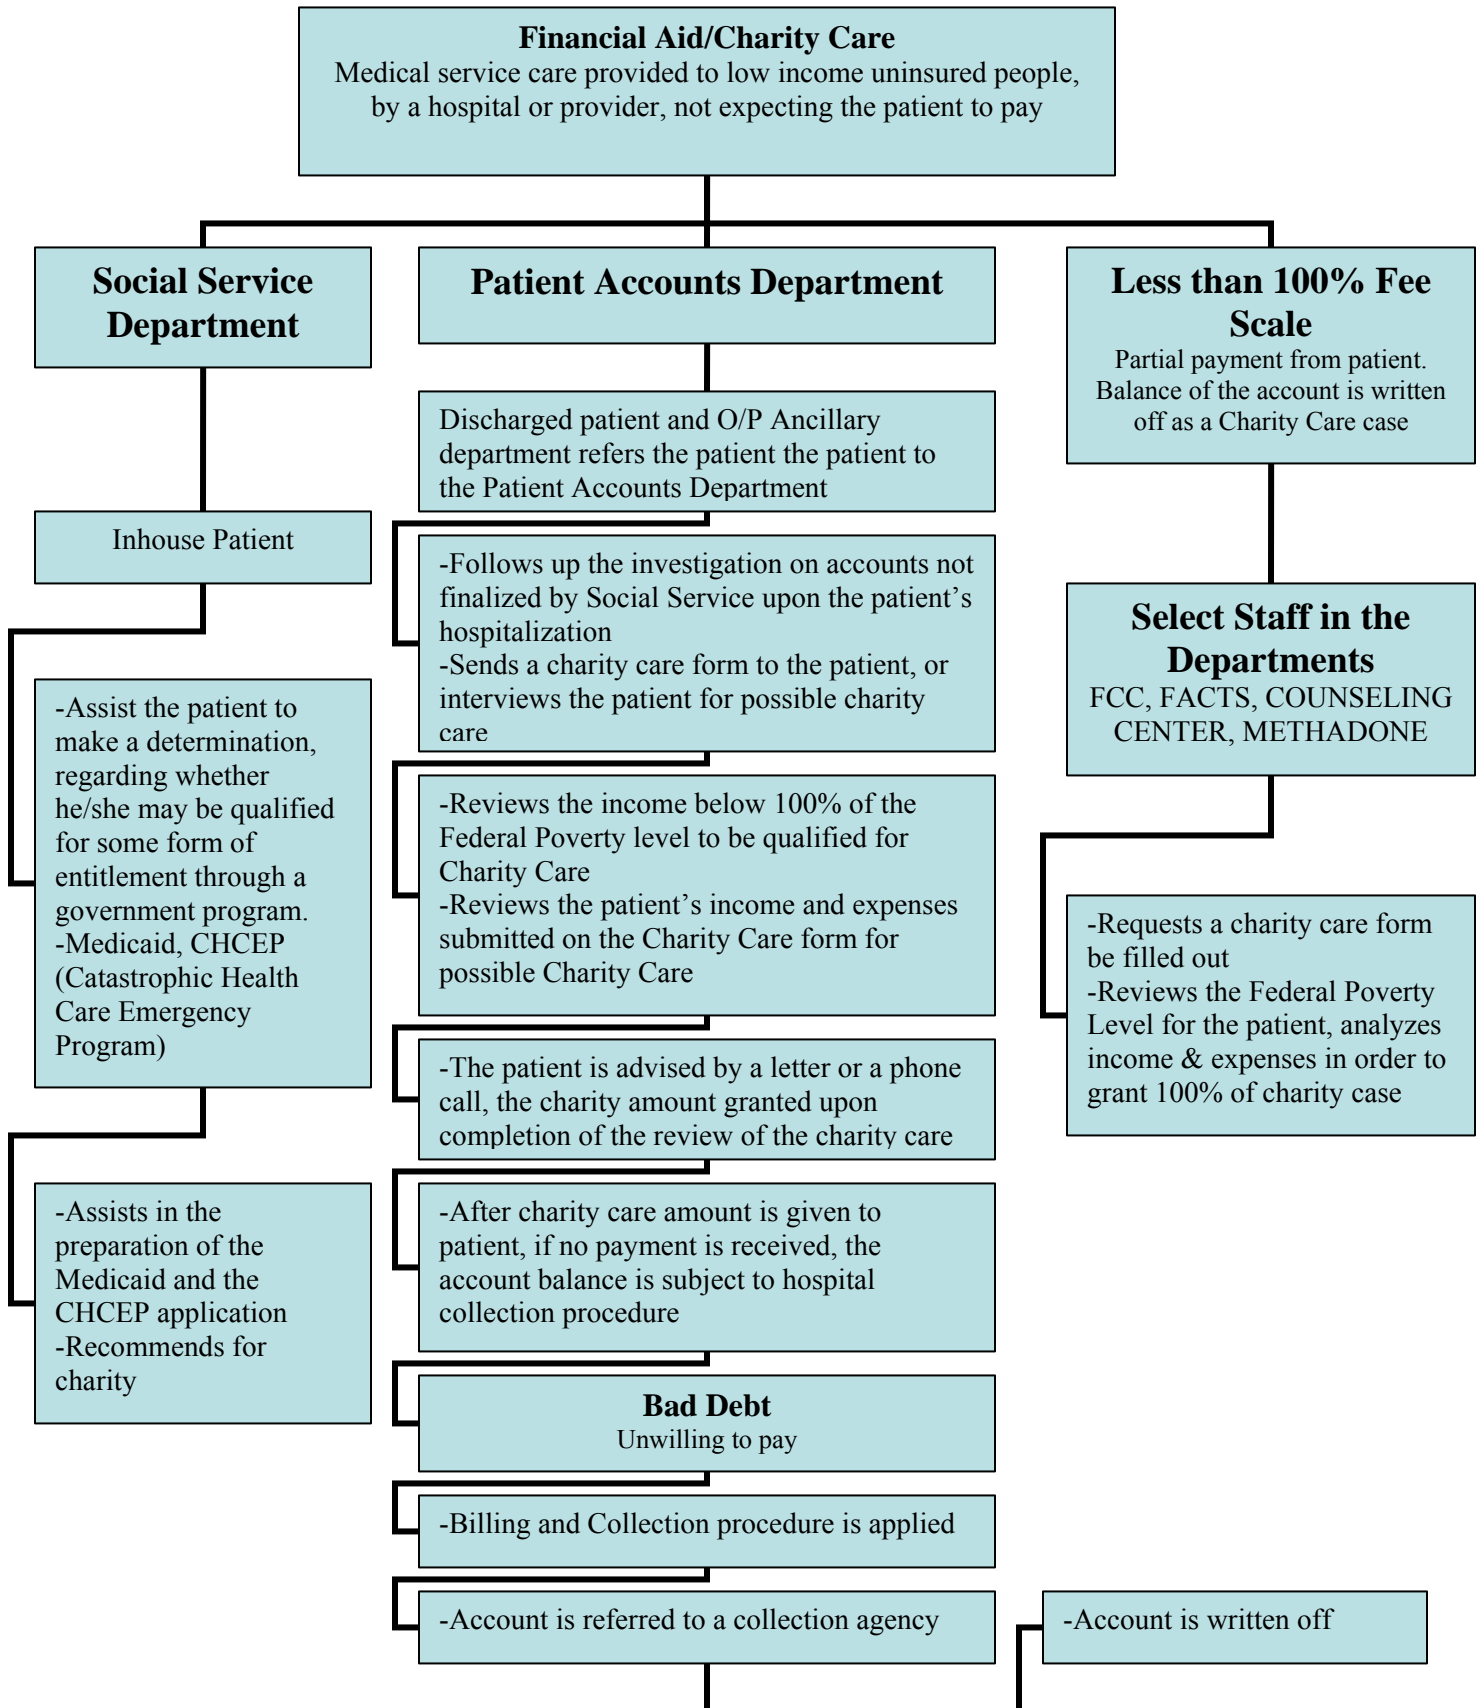 Financial Aid/Charity Care
Medical service care provided to low income uninsured people,
by a hospital or provider, not expecting the patient to pay
Social Service
Department
Inhouse Patient
-Assist the patient to
make a determination,
regarding whether
he/she may be qualified
for some form of
entitlement through a
government program.
-Medicaid, CHCEP
(Catastrophic Health
Care Emergency
Program)
-Assists in the
preparation of the
Medicaid and the
CHCEP application
-Recommends for
charity
Patient Accounts Department
Discharged patient and O/P Ancillary
department refers the patient the patient to
the Patient Accounts Department
-Follows up the investigation on accounts not
finalized by Social Service upon the patient’s
hospitalization
-Sends a charity care form to the patient, or
interviews the patient for possible charity
care
-Reviews the income below 100% of the
Federal Poverty level to be qualified for
Charity Care
-Reviews the patient’s income and expenses
submitted on the Charity Care form for
possible Charity Care
-The patient is advised by a letter or a phone
call, the charity amount granted upon
completion of the review of the charity care
-After charity care amount is given to
patient, if no payment is received, the
account balance is subject to hospital
collection procedure
Bad Debt
Unwilling to pay
-Billing and Collection procedure is applied
-Account is referred to a collection agency
-Account is written off
Less than 100% Fee
Scale
Partial payment from patient.
Balance of the account is written
off as a Charity Care case
Select Staff in the
Departments
FCC, FACTS, COUNSELING
CENTER, METHADONE
-Requests a charity care form
be filled out
-Reviews the Federal Poverty
Level for the patient, analyzes
income & expenses in order to
grant 100% of charity case